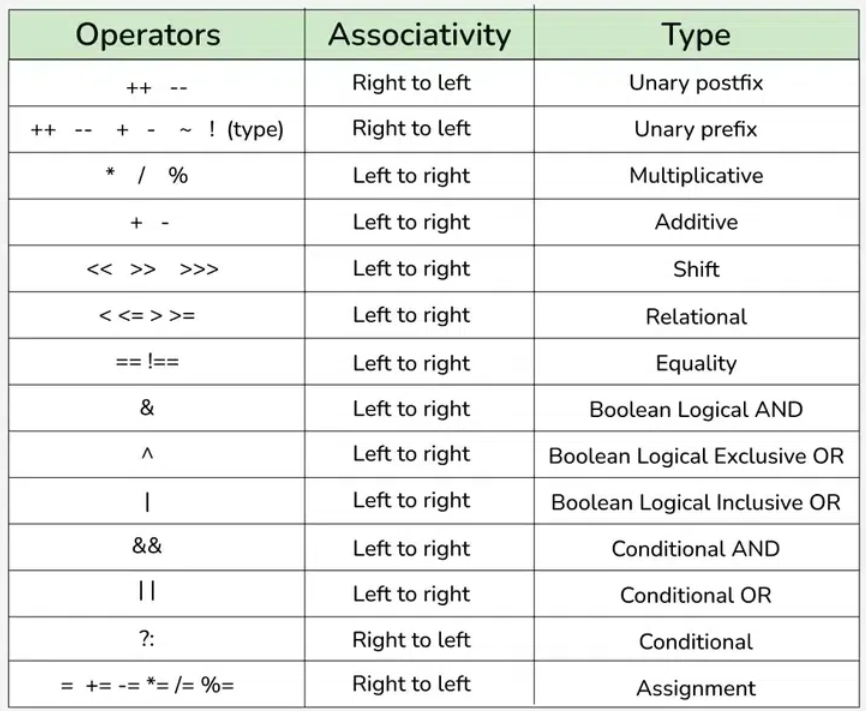 Operators Associativity Type
++ -- Right to left Unary postfix
++ -- + - ~ ! (type) Right to left Unary prefix
* / % Left to right Multiplicative
+ - Left to right Additive
<< >> >>> Left to right Shift
< <= > >= Left to right Relational
== !== Left to right Equality
& Left to right Boolean Logical AND
^ Left to right Boolean Logical Exclusive OR
| Left to right Boolean Logical Inclusive OR
&& Left to right Conditional AND
|| Left to right Conditional OR
?: Right to left Conditional
= += -= *= /= %= Right to left Assignment